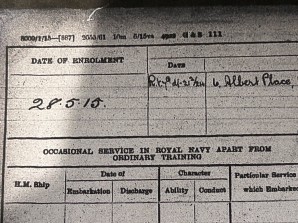 DATE OF ENROLMENT
Date
6, Albert Place,
28.5.15.
OCCASIONAL SERVICE IN ROYAL NAVY APART FROM
ORDINARY TRAINING
H.M. Ship
Date of
Character
Particular Service
Embarkation
Discharge
Ability
Conduct
which Embarked